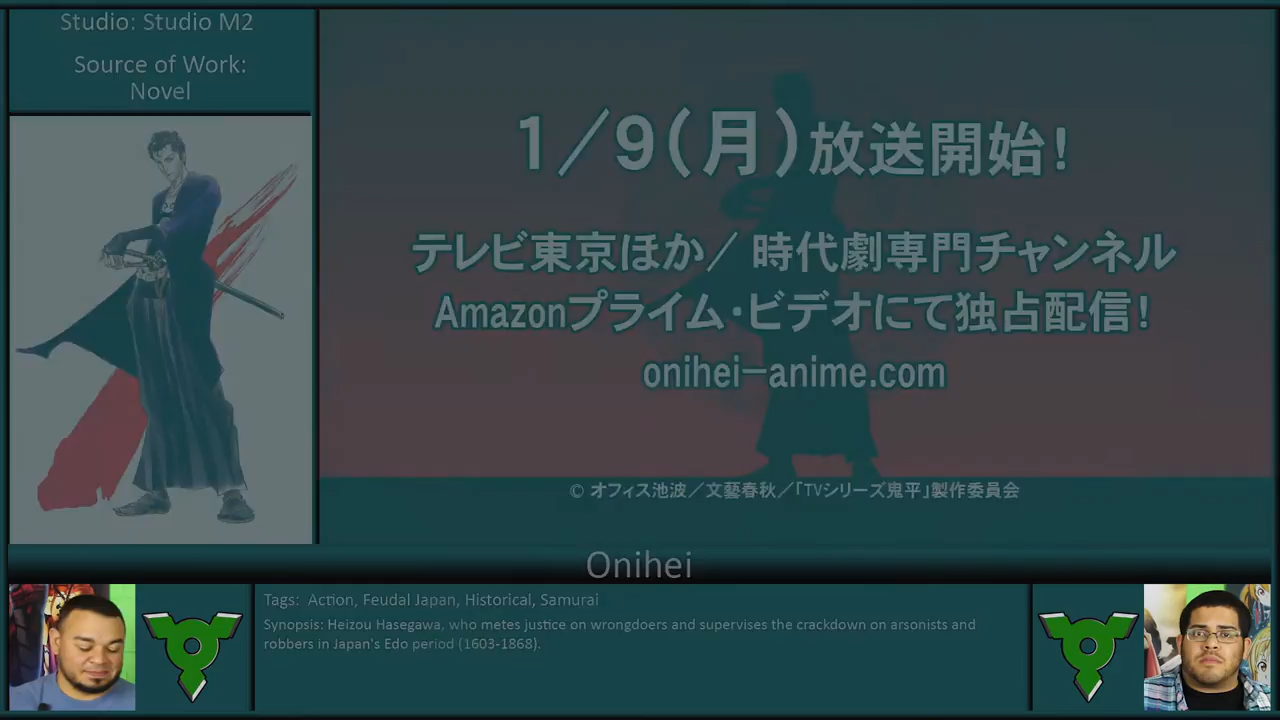 Studio: Studio M2
Source of Work:
Novel
1/9(月)放送開始!
テレビ東京ほか/ 時代劇専門チャンネル
Amazonプライム・ビデオにて独占配信!
onihei−anime.com
© オフィス池波/文藝春秋/「TVシリーズ鬼平」製作委員会
Onihei
Tags: Action, Feudal Japan, Historical, Samurai
Synopsis: Heizou Hasegawa, who metes justice on wrongdoers and supervises the crackdown on arsonists and
robbers in Japan's Edo period (1603-1868).